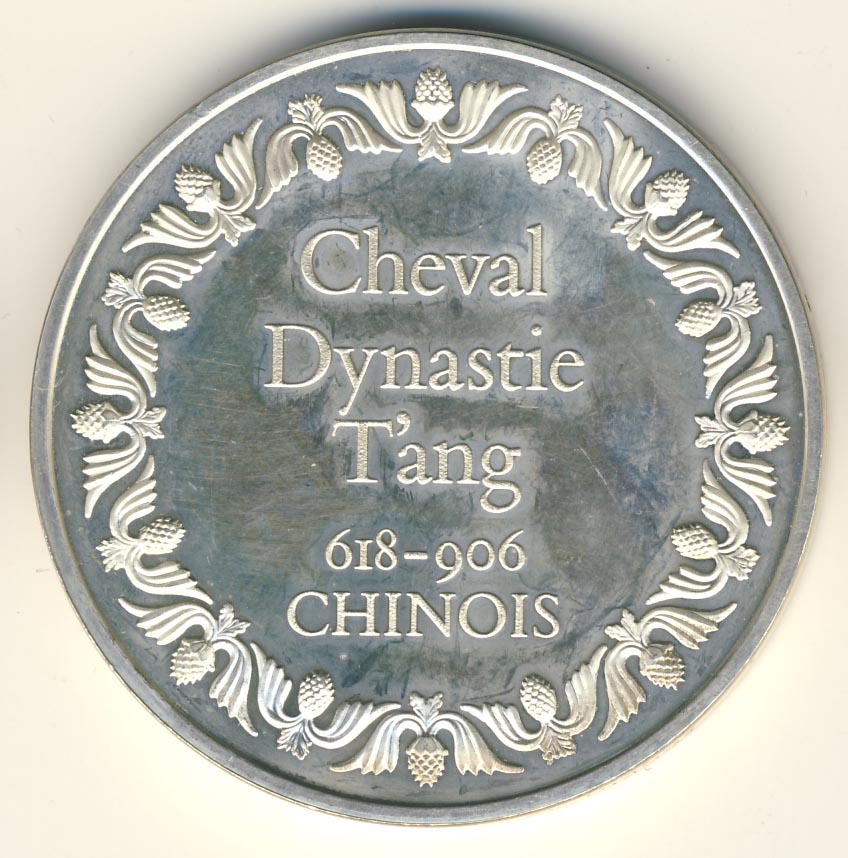 Cheval
Dynastie
T'ang
618-906
CHINOIS